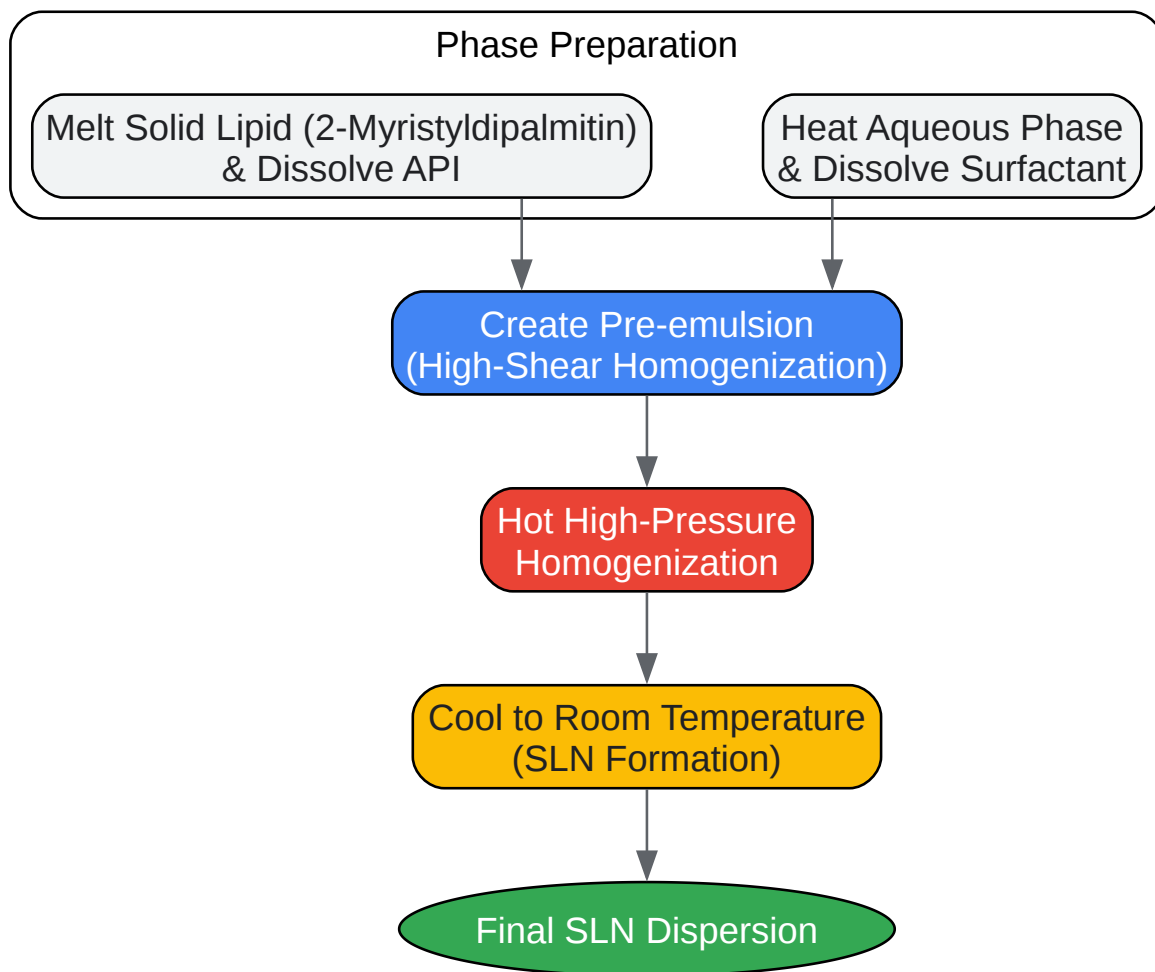 Phase Preparation
Melt Solid Lipid (2-Myristyldipalmitin)
& Dissolve API
Heat Aqueous Phase
& Dissolve Surfactant
Create Pre-emulsion
(High-Shear Homogenization)
Hot High-Pressure
Homogenization
Cool to Room Temperature
(SLN Formation)
Final SLN Dispersion